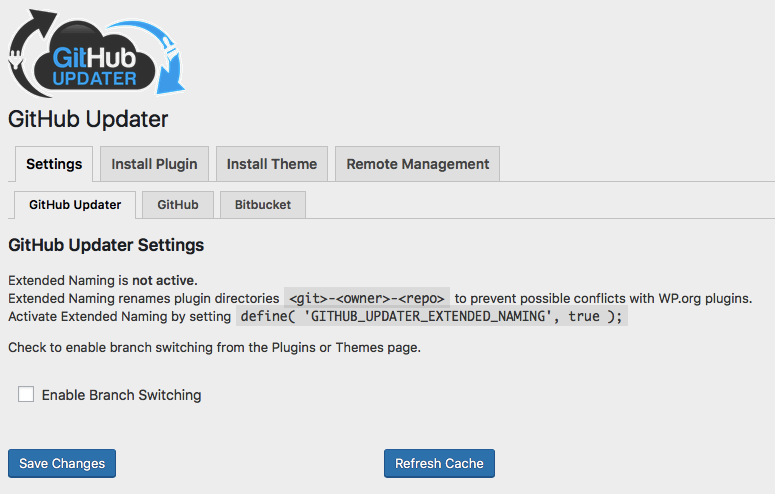 GitHub
UPDATER
GitHub Updater
Settings Install Plugin Install Theme Remote Management
GitHub Updater GitHub Bitbucket
GitHub Updater Settings
Extended Naming is not active.
Extended Naming renames plugin directories <git>-<owner>-<repo> to prevent possible conflicts with WP.org plugins.
Activate Extended Naming by setting define( 'GITHUB_UPDATER_EXTENDED_NAMING', true );
Check to enable branch switching from the Plugins or Themes page.
Enable Branch Switching
Save Changes Refresh Cache